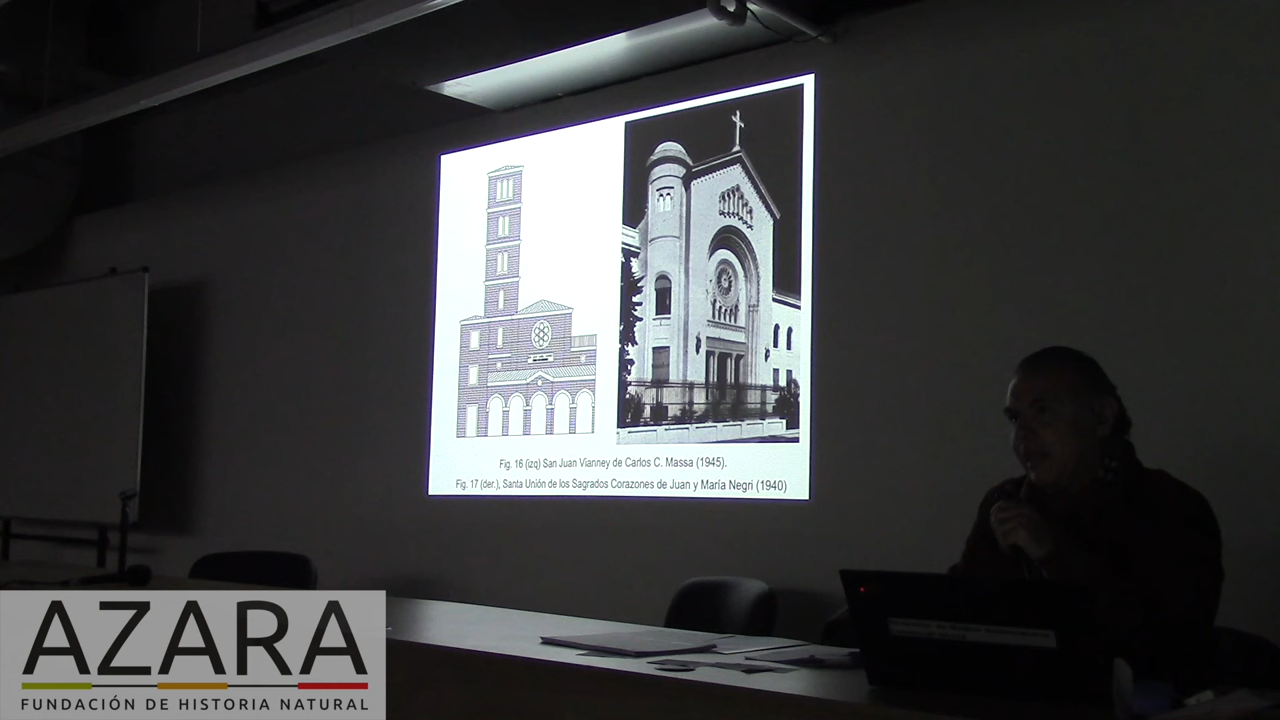 Fig. 16 (izq) San Juan Vianney de Carlos C. Massa (1945).
Fig. 17 (der.), Santa Unión de los Sagrados Corazones de Juan y María Negri (1940)
AZARA
FUNDACIÓN DE HISTORIA NATURAL